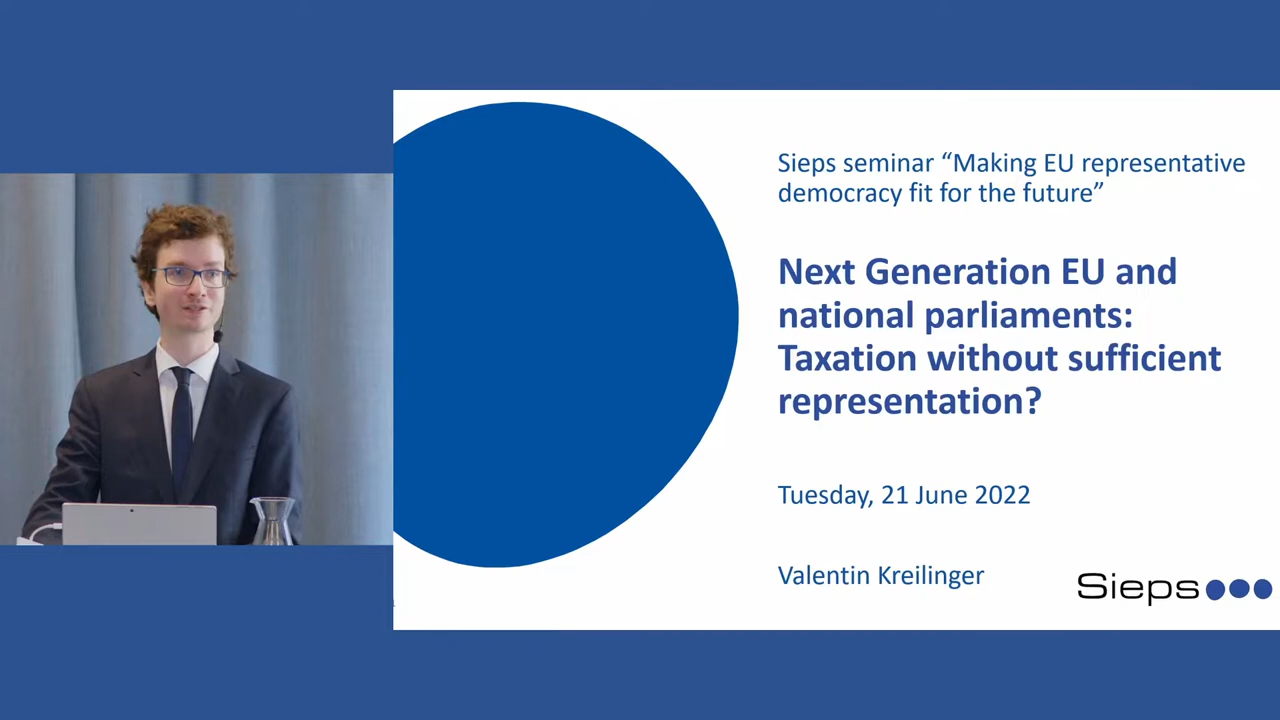 Sieps seminar “Making EU representative
democracy fit for the future”
Next Generation EU and
national parliaments:
Taxation without sufficient
representation?
Tuesday, 21 June 2022
Valentin Kreilinger
Sieps